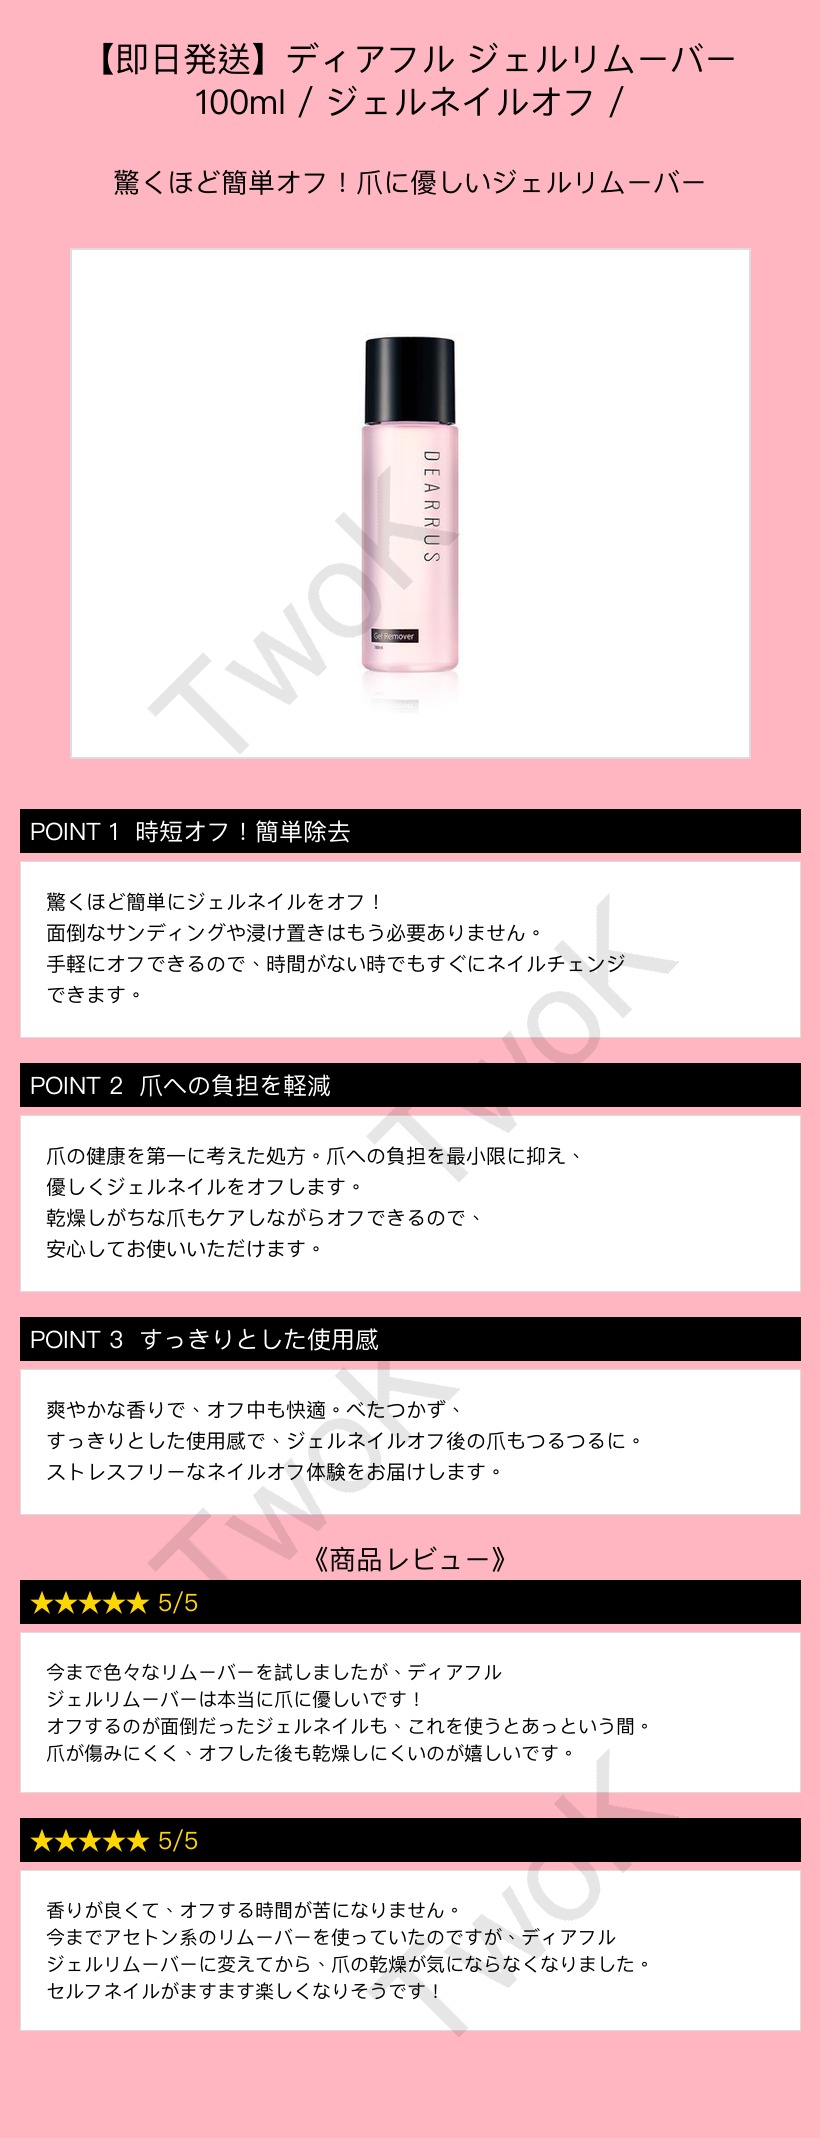 【即日発送】ディアフル ジェルリムーバー
100ml / ジェルネイルオフ /
驚くほど簡単オフ！爪に優しいジェルリムーバー
DEARRUS
Gel Remover
100ml
TwoK
POINT 1 時短オフ！簡単除去
驚くほど簡単にジェルネイルをオフ！
面倒なサンディングや浸け置きはもう必要ありません。
手軽にオフできるので、時間がない時でもすぐにネイルチェンジ
できます。
TwoK
POINT 2 爪への負担を軽減
爪の健康を第一に考えた処方。爪への負担を最小限に抑え、
優しくジェルネイルをオフします。
乾燥しがちな爪もケアしながらオフできるので、
安心してお使いいただけます。
POINT 3 すっきりとした使用感
爽やかな香りで、オフ中も快適。べたつかず、
すっきりとした使用感で、ジェルネイルオフ後の爪もつるつるに。
ストレスフリーなネイルオフ体験をお届けします。
TwoK
《商品レビュー》
★★★★★ 5/5
今まで色々なリムーバーを試しましたが、ディアフル
ジェルリムーバーは本当に爪に優しいです！
オフするのが面倒だったジェルネイルも、これを使うとあっという間。
爪が傷みにくく、オフした後も乾燥しにくいのが嬉しいです。
★★★★★ 5/5
香りが良くて、オフする時間が苦になりません。
今までアセトン系のリムーバーを使っていたのですが、ディアフル
ジェルリムーバーに変えてから、爪の乾燥が気にならなくなりました。
セルフネイルがますます楽しくなりそうです！
TwoK